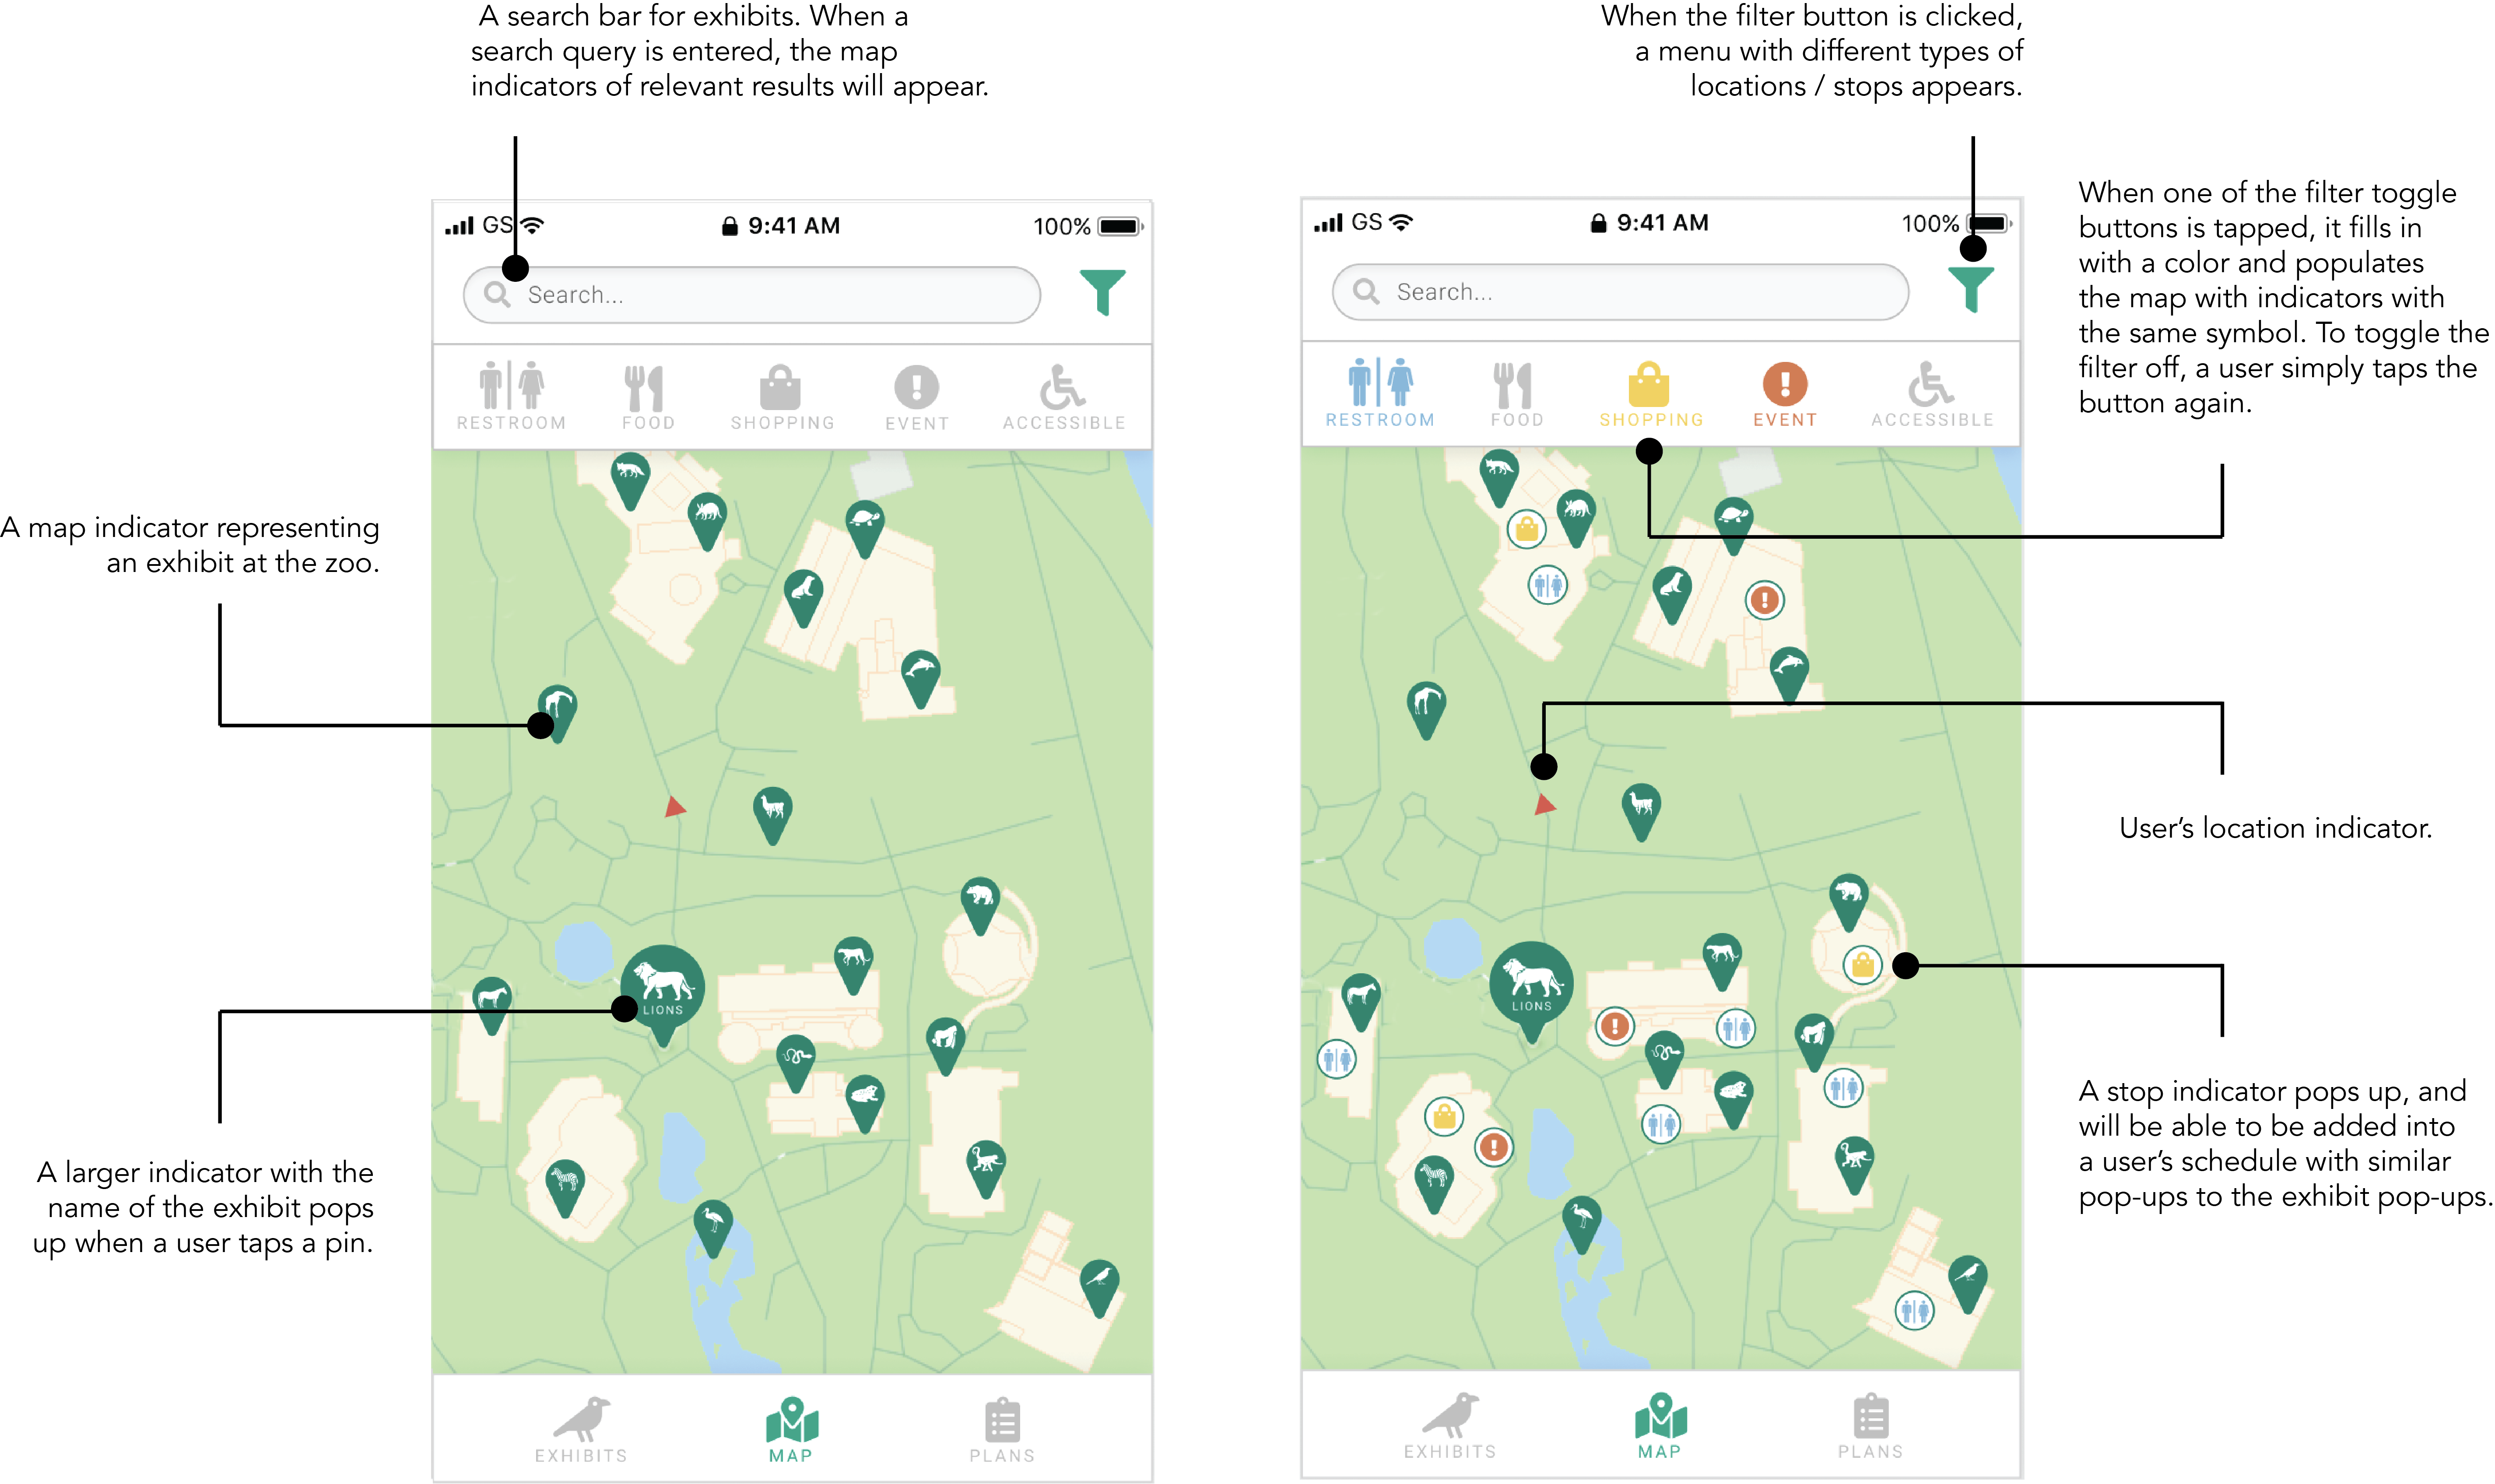 A search bar for exhibits. When a
search query is entered, the map
indicators of relevant results will appear.
When the filter button is clicked,
a menu with different types of
locations / stops appears.
When one of the filter toggle
buttons is tapped, it fills in
with a color and populates
the map with indicators with
the same symbol. To toggle the
filter off, a user simply taps the
button again.
GS 9:41 AM 100%
Search...
RESTROOM FOOD SHOPPING EVENT ACCESSIBLE
GS 9:41 AM 100%
Search...
RESTROOM FOOD SHOPPING EVENT ACCESSIBLE
A map indicator representing
an exhibit at the zoo.
User’s location indicator.
LIONS
LIONS
A larger indicator with the
name of the exhibit pops
up when a user taps a pin.
A stop indicator pops up, and
will be able to be added into
a user’s schedule with similar
pop-ups to the exhibit pop-ups.
EXHIBITS MAP PLANS
EXHIBITS MAP PLANS